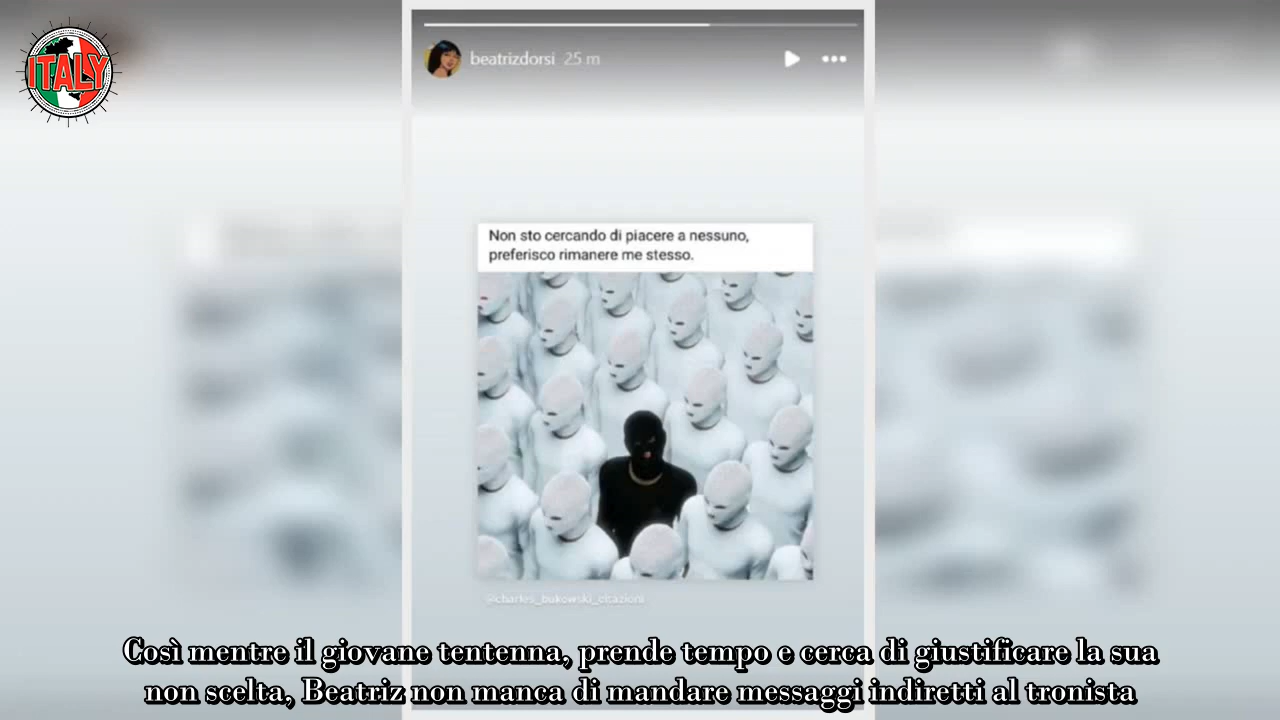 ITALY
beatrizdorsi 25 m
Non sto cercando di piacere a nessuno,
preferisco rimanere me stesso.
@charles_bukowski_citazioni
Così mentre il giovane tentenna, prende tempo e cerca di giustificare la sua
non scelta, Beatriz non manca di mandare messaggi indiretti al tronista